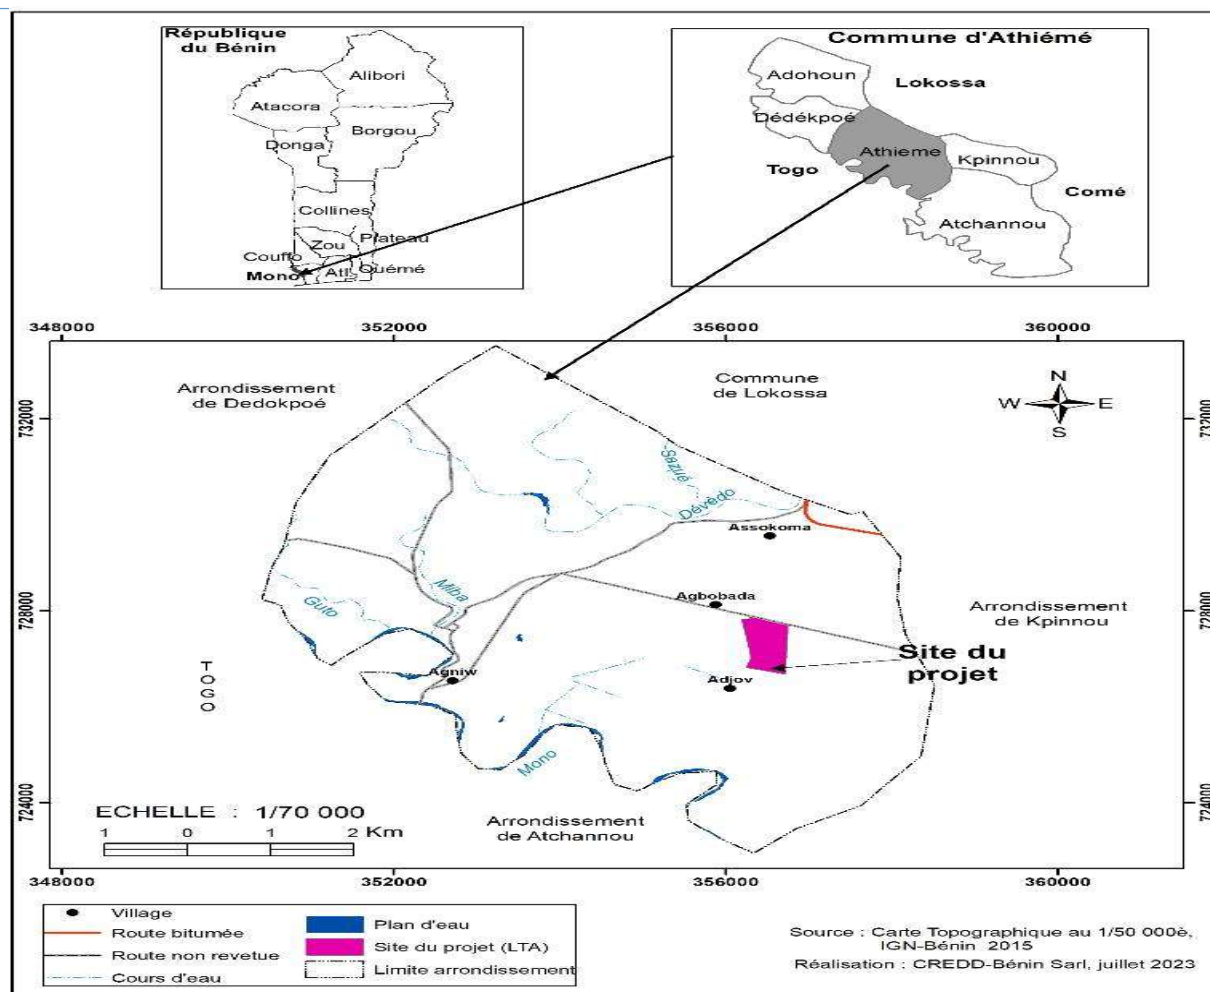 République
du Bénin
Alibori
Atacora
Borgou
Donga
Collines
Zou
Plateau
Couffo
Mono
Atl
Ouémé
Commune d'Athiémé
Adohoun
Lokossa
Dédékpoé
Athieme
Kpinnou
Togo
Comé
Atchannou
348000
352000
356000
360000
Arrondissement
de Dedokpoé
Commune
de Lokossa
N
W
E
S
732000
732000
Sazué
Dévédo
Assokoma
Miba
Guto
Agbobada
728000
728000
Arrondissement
de Kpinnou
Site du
projet
TOGO
Agniw
Adjov
Mono
724000
724000
ECHELLE : 1/70 000
1 0 1 2 Km
Arrondissement
de Atchannou
348000
352000
356000
360000
Village
Route bitumée
Route non revetue
Cours d'eau
Plan d'eau
Site du projet (LTA)
Limite arrondissement
Source : Carte Topographique au 1/50 000è,
IGN-Bénin 2015
Réalisation : CREDD-Bénin Sarl, juillet 2023